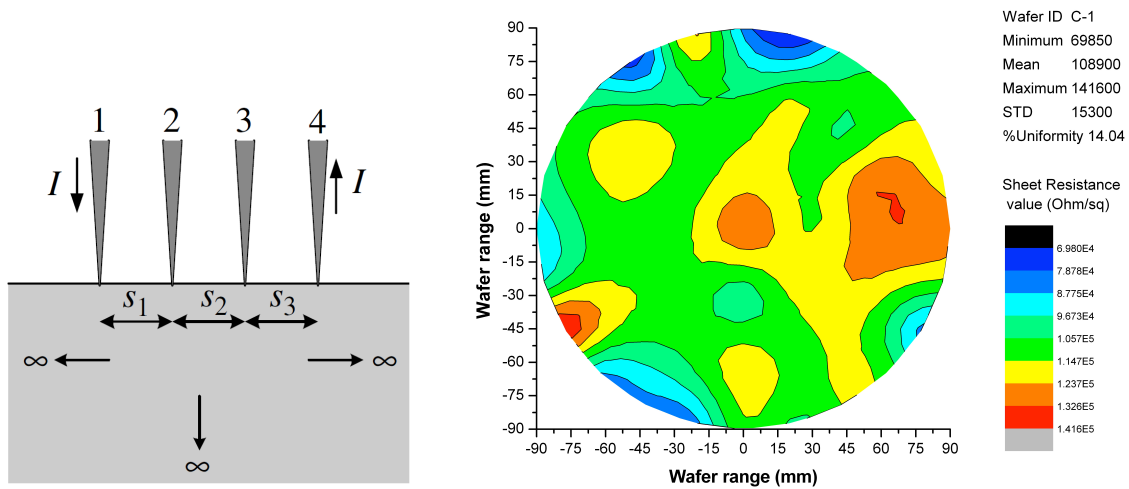 1 2 3 4
I I
s1 s2 s3
∞ ∞
∞
90
75
60
45
30
15
0
-15
-30
-45
-60
-75
-90
Wafer range (mm)
-90 -75 -60 -45 -30 -15 0 15 30 45 60 75 90
Wafer range (mm)
Wafer ID C-1
Minimum 69850
Mean 108900
Maximum 141600
STD 15300
%Uniformity 14.04
Sheet Resistance
value (Ohm/sq)
6.980E4
7.878E4
8.775E4
9.673E4
1.057E5
1.147E5
1.237E5
1.326E5
1.416E5